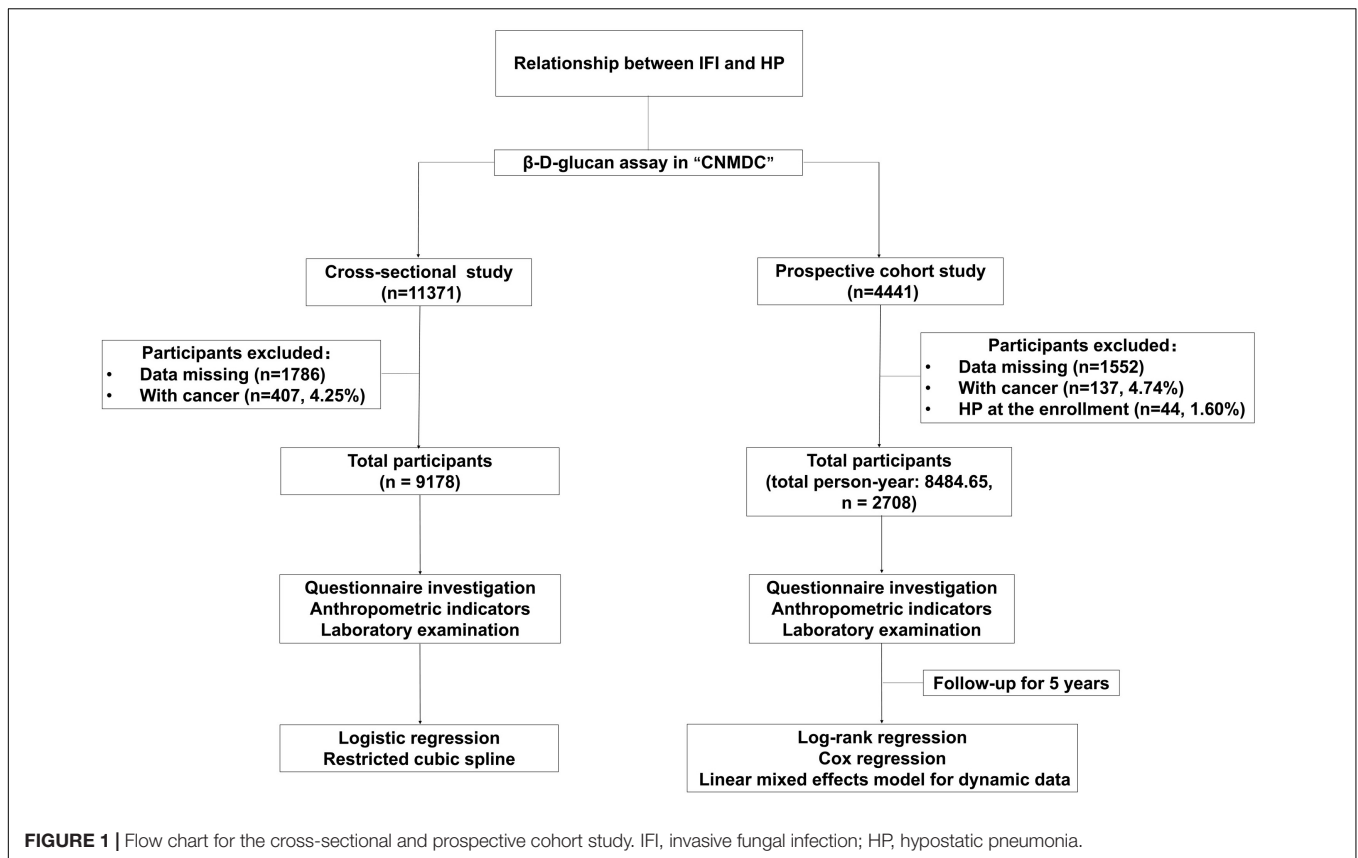 Relationship between IFI and HP
β-D-glucan assay in “CNMDC”
Cross-sectional study
(n=11371)
Participants excluded：
• Data missing (n=1786)
• With cancer (n=407, 4.25%)
Total participants
(n = 9178)
Questionnaire investigation
Anthropometric indicators
Laboratory examination
Logistic regression
Restricted cubic spline
Prospective cohort study
(n=4441)
Participants excluded：
• Data missing (n=1552)
• With cancer (n=137, 4.74%)
• HP at the enrollment (n=44, 1.60%)
Total participants
(total person-year: 8484.65,
n = 2708)
Questionnaire investigation
Anthropometric indicators
Laboratory examination
Follow-up for 5 years
Log-rank regression
Cox regression
Linear mixed effects model for dynamic data
FIGURE 1 | Flow chart for the cross-sectional and prospective cohort study. IFI, invasive fungal infection; HP, hypostatic pneumonia.